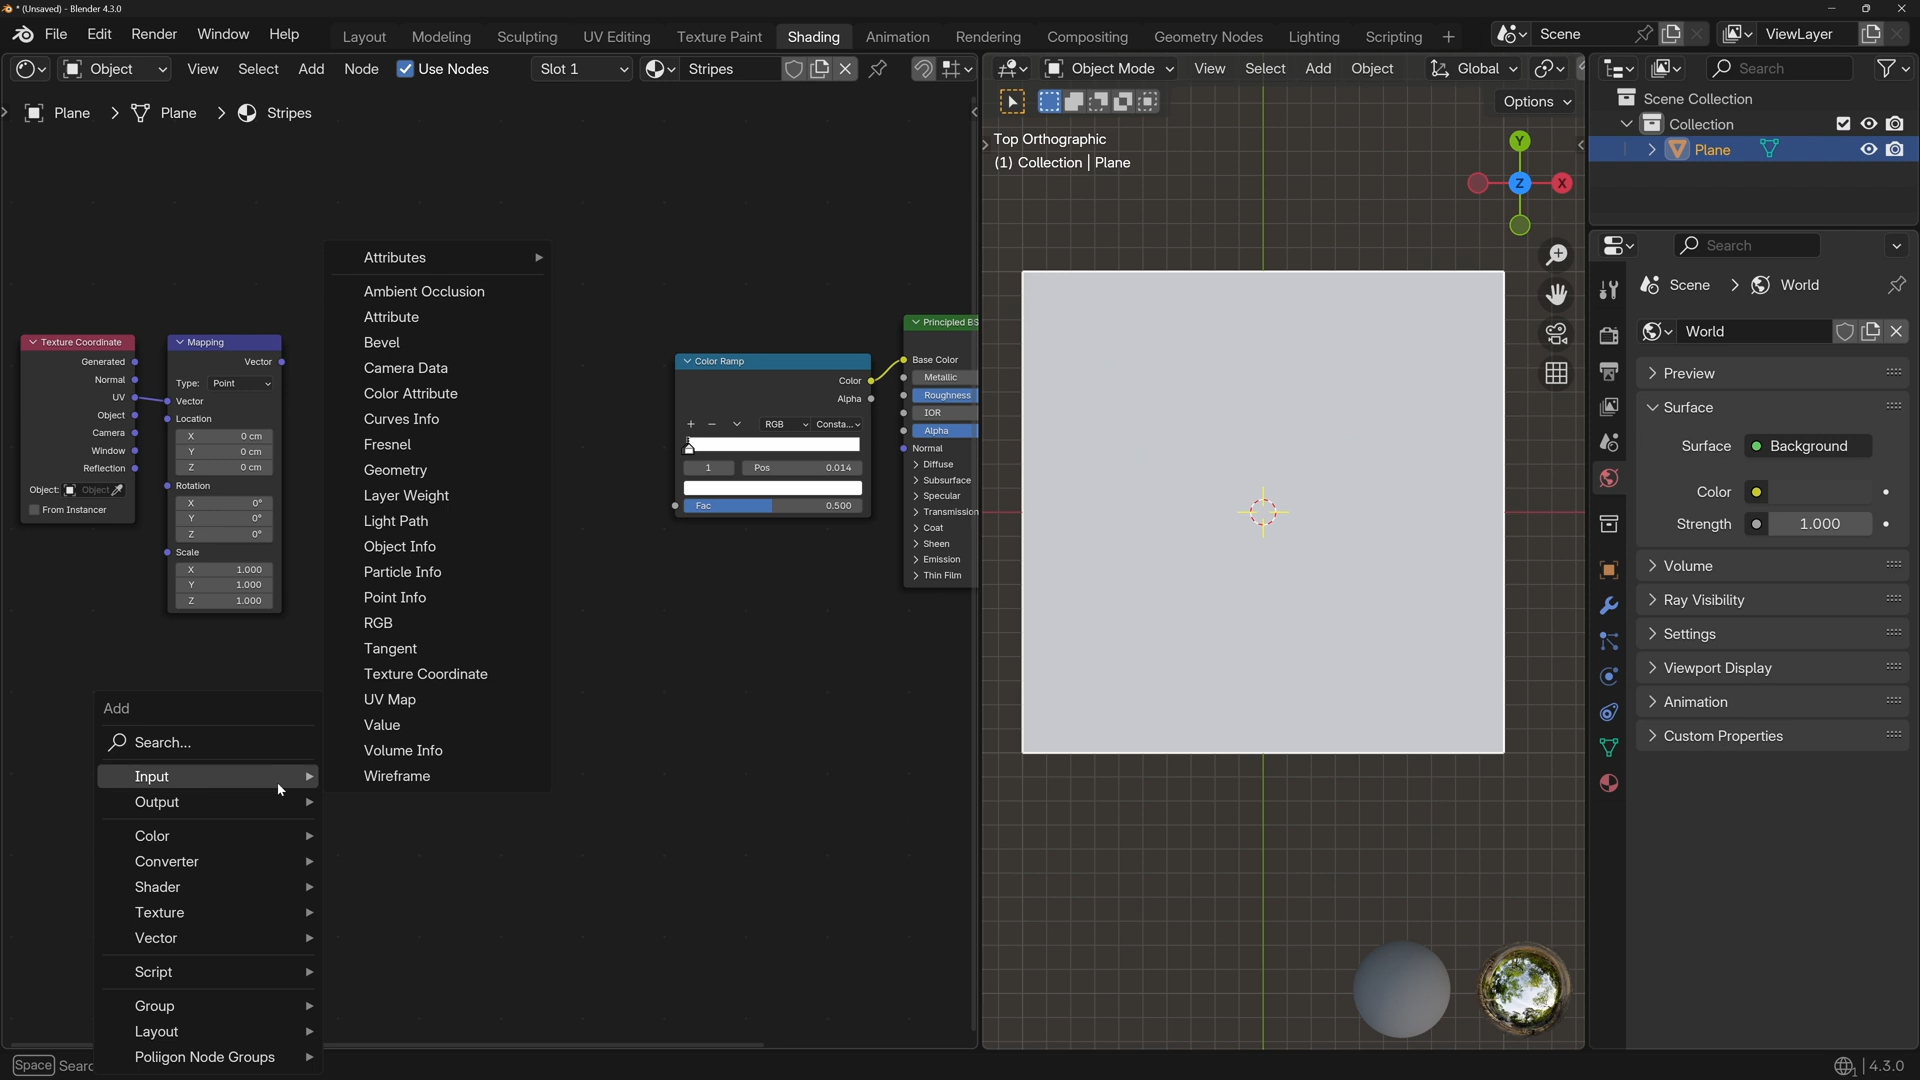 * (Unsaved) - Blender 4.3.0
File Edit Render Window Help
Layout Modeling Sculpting UV Editing Texture Paint Shading Animation Rendering Compositing Geometry Nodes Lighting Scripting +
Scene
ViewLayer
Object View Select Add Node Use Nodes Slot 1 Stripes
Object Mode View Select Add Object Global
Search
Options
Plane > Plane > Stripes
Top Orthographic
(1) Collection | Plane
Y
Z
X
Scene Collection
Collection
Plane
Search
Scene > World
World
Preview
Surface
Surface Background
Color
Strength 1.000
Volume
Ray Visibility
Settings
Viewport Display
Animation
Custom Properties
Texture Coordinate
Generated
Normal
UV
Object
Camera
Window
Reflection
Object: Object
From Instancer
Mapping
Vector
Type: Point
Vector
Location
X 0 cm
Y 0 cm
Z 0 cm
Rotation
X 0°
Y 0°
Z 0°
Scale
X 1.000
Y 1.000
Z 1.000
Attributes
Ambient Occlusion
Attribute
Bevel
Camera Data
Color Attribute
Curves Info
Fresnel
Geometry
Layer Weight
Light Path
Object Info
Particle Info
Point Info
RGB
Tangent
Texture Coordinate
UV Map
Value
Volume Info
Wireframe
Color Ramp
Color
Alpha
RGB Consta...
1 Pos 0.014
Fac 0.500
Principled BS
Base Color
Metallic
Roughness
IOR
Alpha
Normal
Diffuse
Subsurface
Specular
Transmission
Coat
Sheen
Emission
Thin Film
Add
Search...
Input
Output
Color
Converter
Shader
Texture
Vector
Script
Group
Layout
Poliigon Node Groups
Space Searc
4.3.0